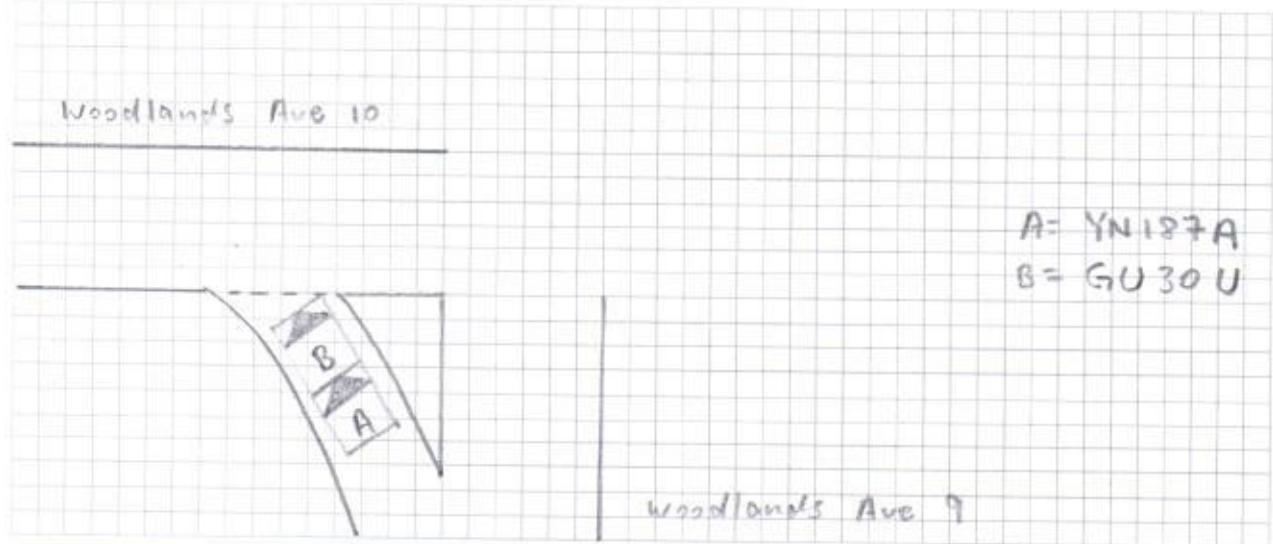 Woodlands Ave 10
A= YN187A
B= GU30U
B
A
Woodlands Ave 9